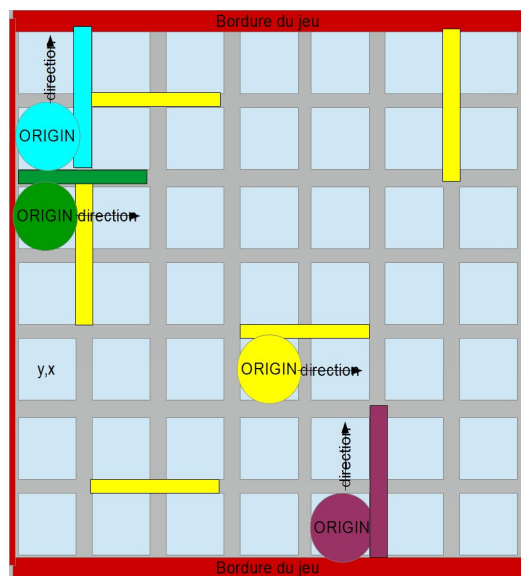 Bordure du jeu
direction
ORIGIN
ORIGIN
direction
y,x
ORIGIN
direction
direction
ORIGIN
Bordure du jeu